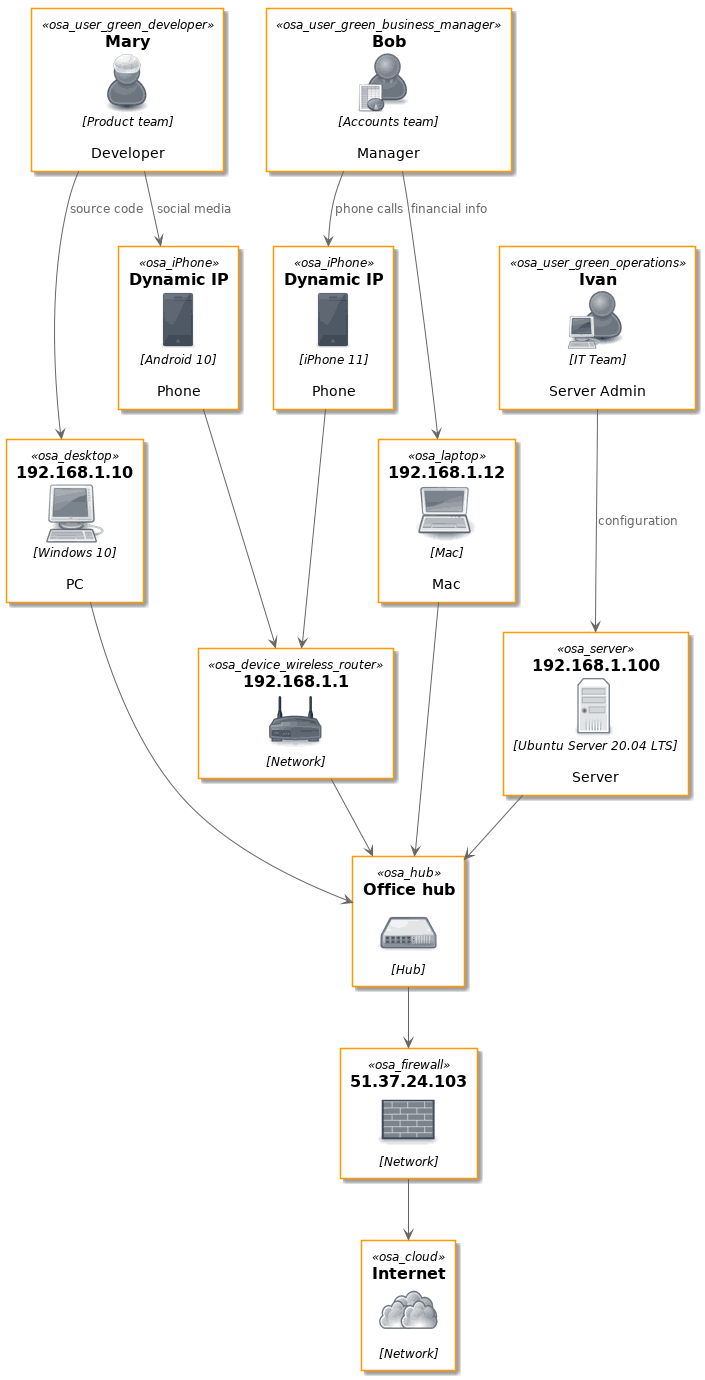 «osa_user_green_developer»
Mary
[Product team]
Developer
«osa_user_green_business_manager»
Bob
[Accounts team]
Manager
source code
social media
phone calls
financial info
«osa_iPhone»
Dynamic IP
[Android 10]
Phone
«osa_iPhone»
Dynamic IP
[iPhone 11]
Phone
«osa_user_green_operations»
Ivan
[IT Team]
Server Admin
«osa_desktop»
192.168.1.10
[Windows 10]
PC
«osa_laptop»
192.168.1.12
[Mac]
Mac
configuration
«osa_device_wireless_router»
192.168.1.1
[Network]
«osa_server»
192.168.1.100
[Ubuntu Server 20.04 LTS]
Server
«osa_hub»
Office hub
[Hub]
«osa_firewall»
51.37.24.103
[Network]
«osa_cloud»
Internet
[Network]